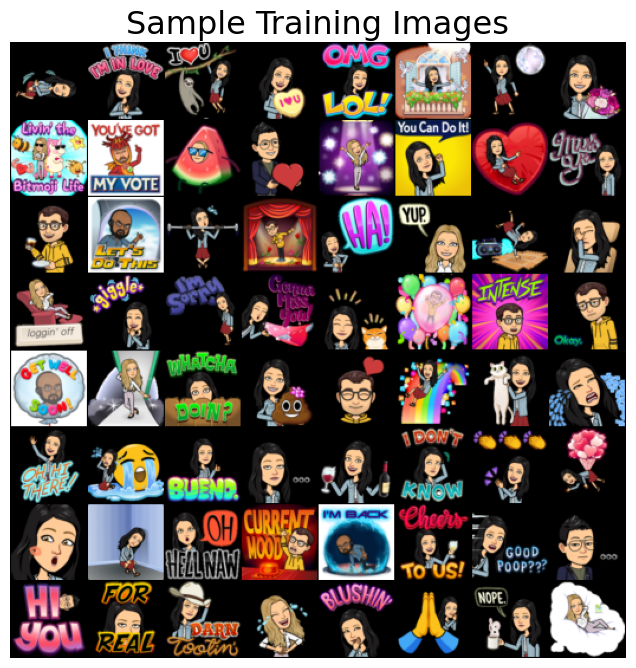 Sample Training Images
I THINK
I'M IN LOVE
I ❤ U
I ❤ U
OMG
LOL!
Livin' the
Bitmoji Life
YOU'VE GOT
MY VOTE
You Can Do It!
Miss
You
LET'S
DO THIS
HA!
YUP.
loggin' off
*giggle*
I'm
Sorry
Gonna
Miss
You!
INTENSE
Okay.
GET WELL
SOON!
WHATCHA
DOIN?
OH HI
THERE!
BUENO.
I DON'T
KNOW
OH
HELL NAW
CURRENT
MOOD
I'M BACK
Cheers
TO US!
GOOD
POOP???
HI
YOU
FOR
REAL
DARN
Tootin'
BLUSHIN'
NOPE.